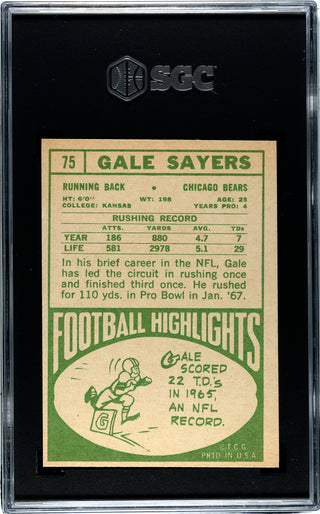 SGC
75 GALE SAYERS
RUNNING BACK • CHICAGO BEARS
HT: 6'0" WT: 198 AGE: 25
COLLEGE: KANSAS YEARS PRO: 4
RUSHING RECORD
ATTS. YARDS AVG. TDs
YEAR 186 880 4.7 7
LIFE 581 2978 5.1 29
In his brief career in the NFL, Gale
has led the circuit in rushing once
and finished third once. He rushed
for 110 yds. in Pro Bowl in Jan. '67.
FOOTBALL HIGHLIGHTS
GALE
SCORED
22 T.D.'s
IN 1965,
AN NFL
RECORD.
G
© T.C.G.
PRTD. IN U.S.A.